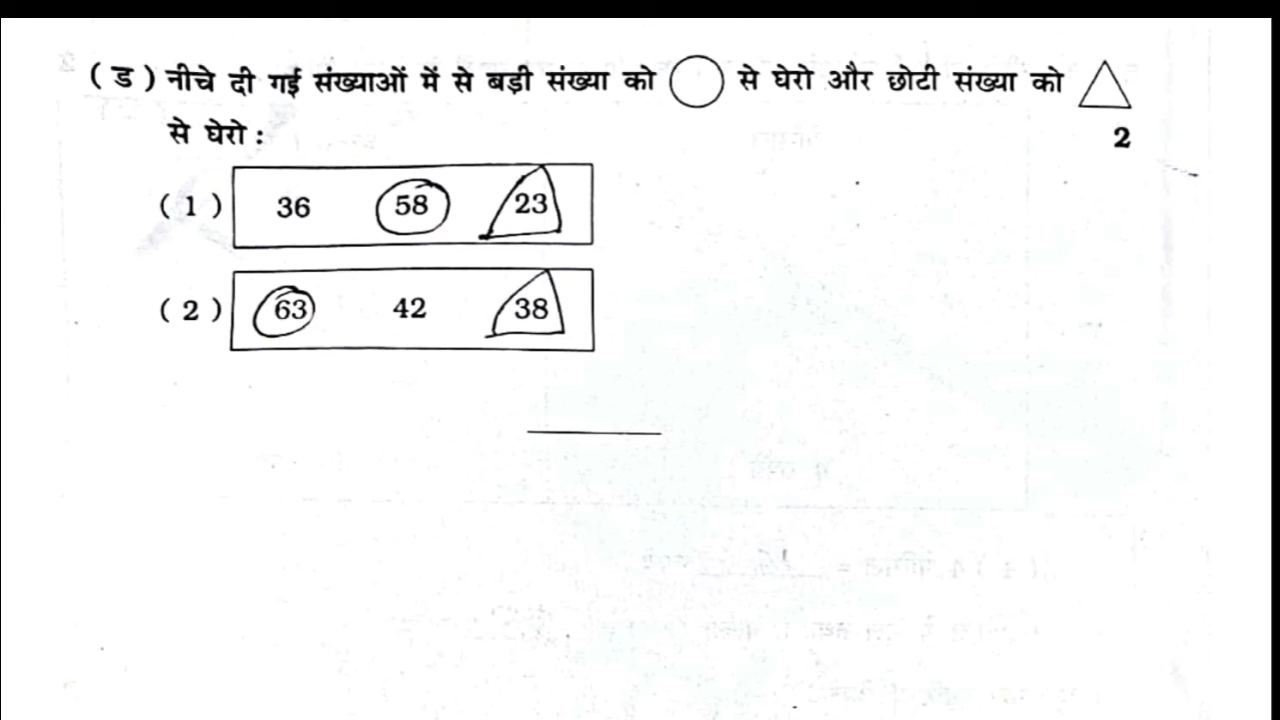 ( ड ) नीचे दी गई संख्याओं में से बड़ी संख्या को ◯ से घेरो और छोटी संख्या को △
से घेरो : 2
( 1 ) 36 58 23
( 2 ) 63 42 38